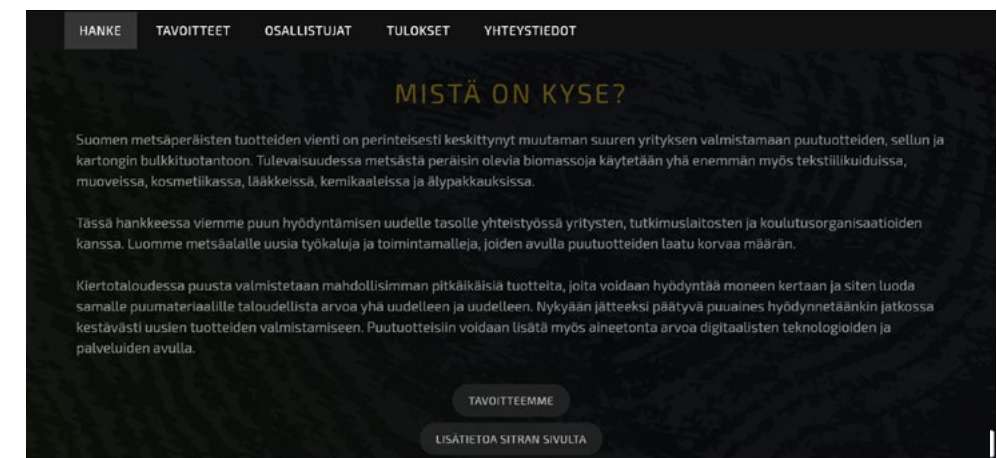 HANKE TAVOITTEET OSALLISTUJAT TULOKSET YHTEYSTIEDOT
MISTÄ ON KYSE?
Suomen metsäperäisten tuotteiden vienti on perinteisesti keskittynyt muutaman suuren yrityksen valmistamaan puutuotteiden, sellun ja
kartongin bulkkituotantoon. Tulevaisuudessa metsästä peräisin olevia biomassoja käytetään yhä enemmän myös tekstiilikuiduissa,
muoveissa, kosmetiikassa, lääkkeissä, kemikaaleissa ja älypakkauksissa.
Tässä hankkeessa viemme puun hyödyntämisen uudelle tasolle yhteistyössä yritysten, tutkimuslaitosten ja koulutusorganisaatioiden
kanssa. Luomme metsäalalle uusia työkaluja ja toimintamalleja, joiden avulla puutuotteiden laatu korvaa määrän.
Kiertotaloudessa puusta valmistetaan mahdollisimman pitkäikäisiä tuotteita, joita voidaan hyödyntää moneen kertaan ja siten luoda
samalle puumateriaalille taloudellista arvoa yhä uudelleen ja uudelleen. Nykyään jätteeksi päätyvä puuaines hyödynnetäänkin jatkossa
kestävästi uusien tuotteiden valmistamiseen. Puutuotteisiin voidaan lisätä myös aineetonta arvoa digitaalisten teknologioiden ja
palveluiden avulla.
TAVOITTEEMME
LISÄTIETOA SITRAN SIVULTA